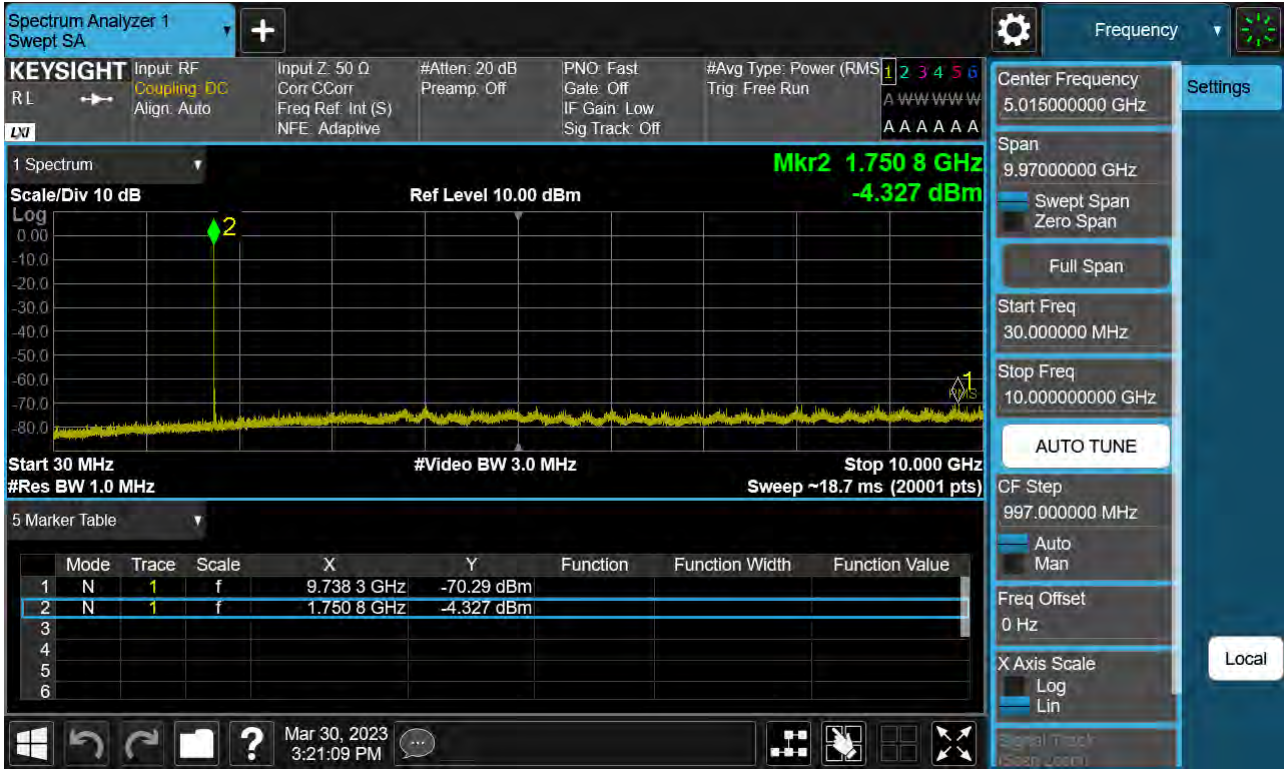 Spectrum Analyzer 1
Swept SA
Frequency
KEYSIGHT
Input: RF
Coupling: DC
Align: Auto
RL
LXI
Input Z: 50 Ω
Corr CCorr
Freq Ref: Int (S)
NFE: Adaptive
#Atten: 20 dB
Preamp: Off
PNO: Fast
Gate: Off
IF Gain: Low
Sig Track: Off
#Avg Type: Power (RMS
Trig: Free Run
1 2 3 4 5 6
A W W W W W
A A A A A A
Center Frequency
5.015000000 GHz
Settings
1 Spectrum
Mkr2 1.750 8 GHz
-4.327 dBm
Scale/Div 10 dB
Ref Level 10.00 dBm
Log
0.00
-10.0
-20.0
-30.0
-40.0
-50.0
-60.0
-70.0
-80.0
2
1
RMS
Start 30 MHz
#Video BW 3.0 MHz
Stop 10.000 GHz
#Res BW 1.0 MHz
Sweep ~18.7 ms (20001 pts)
Span
9.97000000 GHz
Swept Span
Zero Span
Full Span
Start Freq
30.000000 MHz
Stop Freq
10.000000000 GHz
AUTO TUNE
CF Step
997.000000 MHz
Auto
Man
Freq Offset
0 Hz
X Axis Scale
Log
Lin
Signal Track
(Span Zoom)
Local
5 Marker Table
Mode Trace Scale X Y Function Function Width Function Value
1 N 1 f 9.738 3 GHz -70.29 dBm
2 N 1 f 1.750 8 GHz -4.327 dBm
3
4
5
6
?
Mar 30, 2023
3:21:09 PM